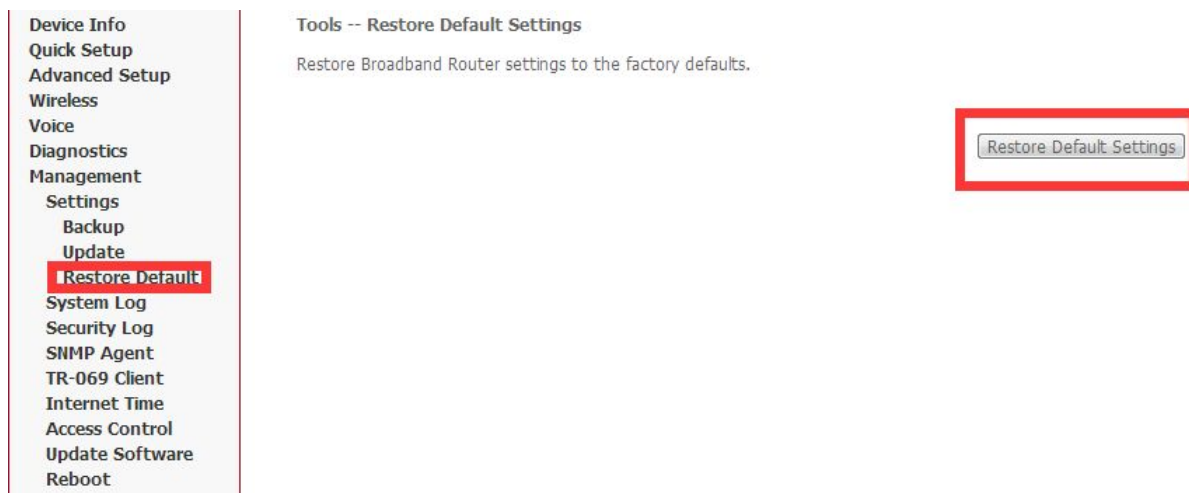 Device Info
Quick Setup
Advanced Setup
Wireless
Voice
Diagnostics
Management
Settings
Backup
Update
Restore Default
System Log
Security Log
SNMP Agent
TR-069 Client
Internet Time
Access Control
Update Software
Reboot
Tools -- Restore Default Settings
Restore Broadband Router settings to the factory defaults.
Restore Default Settings